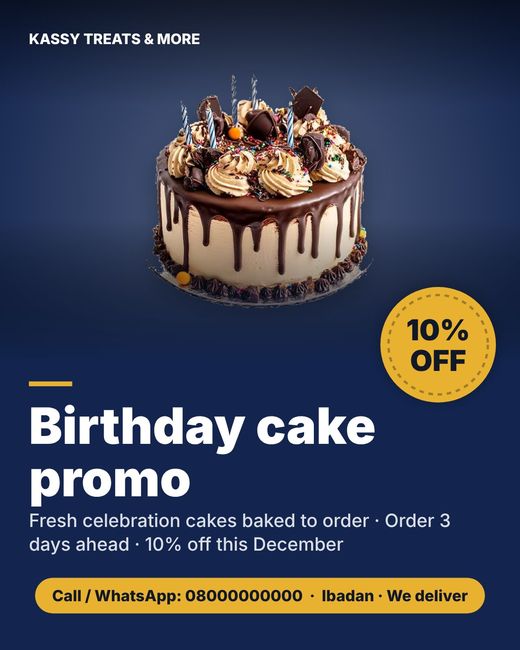 KASSY TREATS & MORE
10%
OFF
Birthday cake
promo
Fresh celebration cakes baked to order · Order 3
days ahead · 10% off this December
Call / WhatsApp: 08000000000 · Ibadan · We deliver